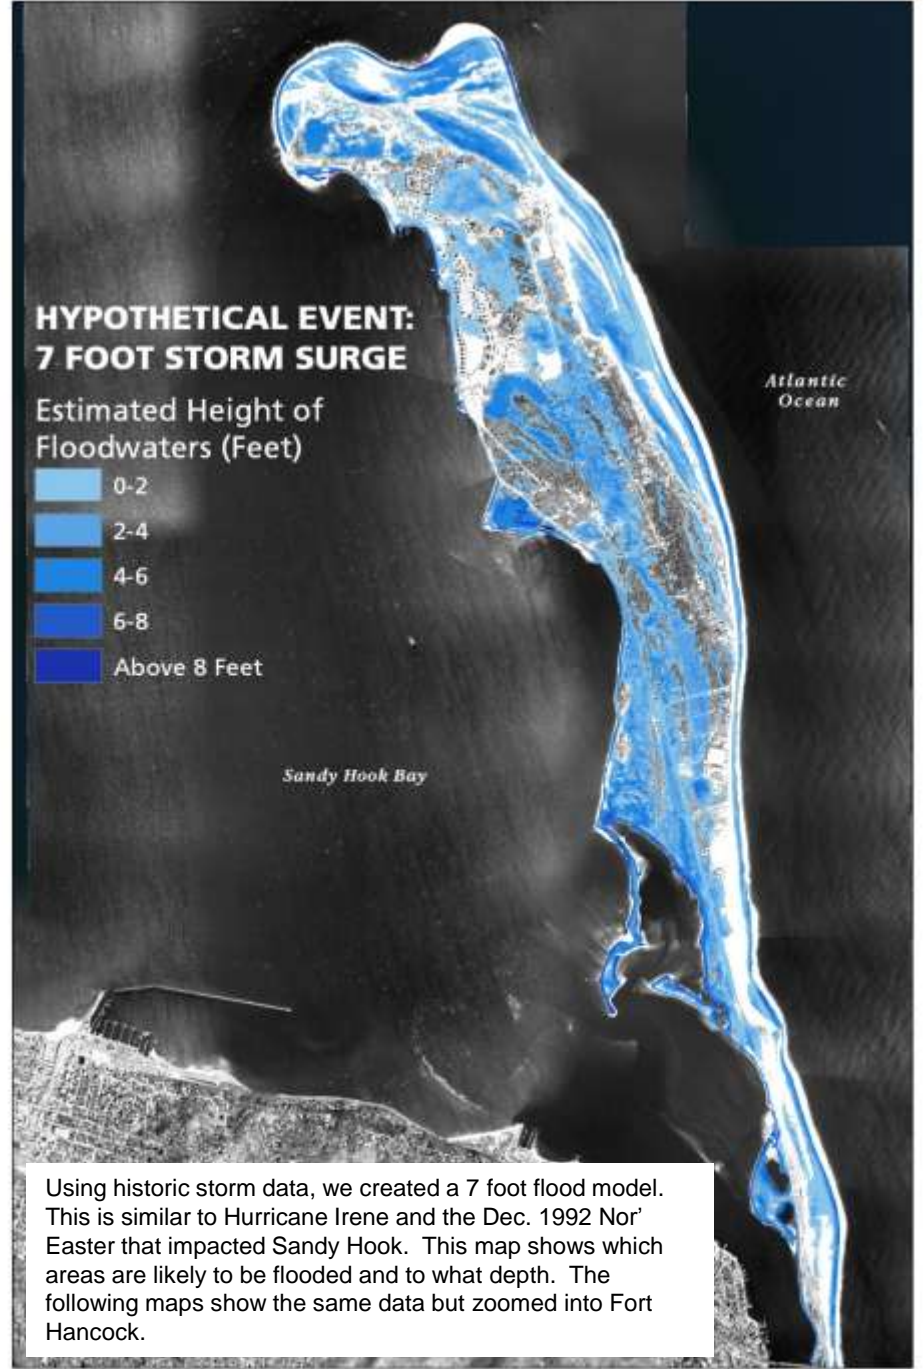 HYPOTHETICAL EVENT:
7 FOOT STORM SURGE
Estimated Height of
Floodwaters (Feet)
0-2
2-4
4-6
6-8
Above 8 Feet
Atlantic
Ocean
Sandy Hook Bay
Using historic storm data, we created a 7 foot flood model.
This is similar to Hurricane Irene and the Dec. 1992 Nor’
Easter that impacted Sandy Hook.  This map shows which
areas are likely to be flooded and to what depth.  The
following maps show the same data but zoomed into Fort
Hancock.